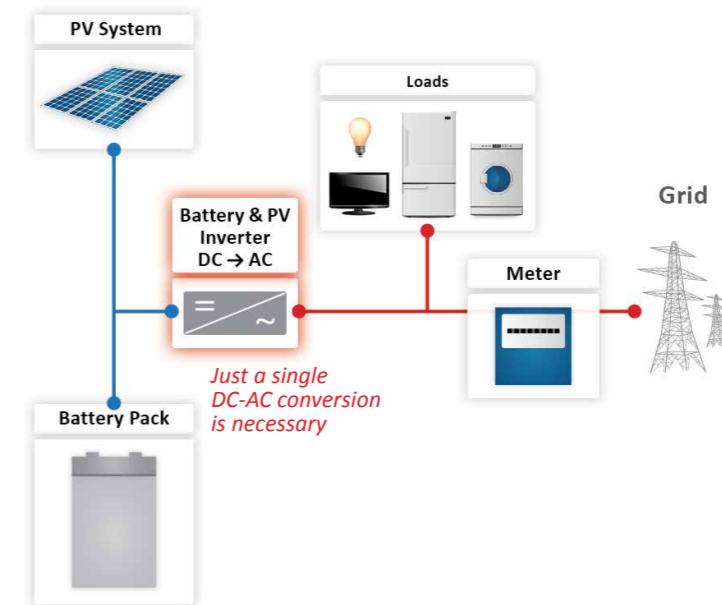 PV System
Loads
Battery & PV
Inverter
DC → AC
Grid
Meter
Just a single
DC-AC conversion
is necessary
Battery Pack